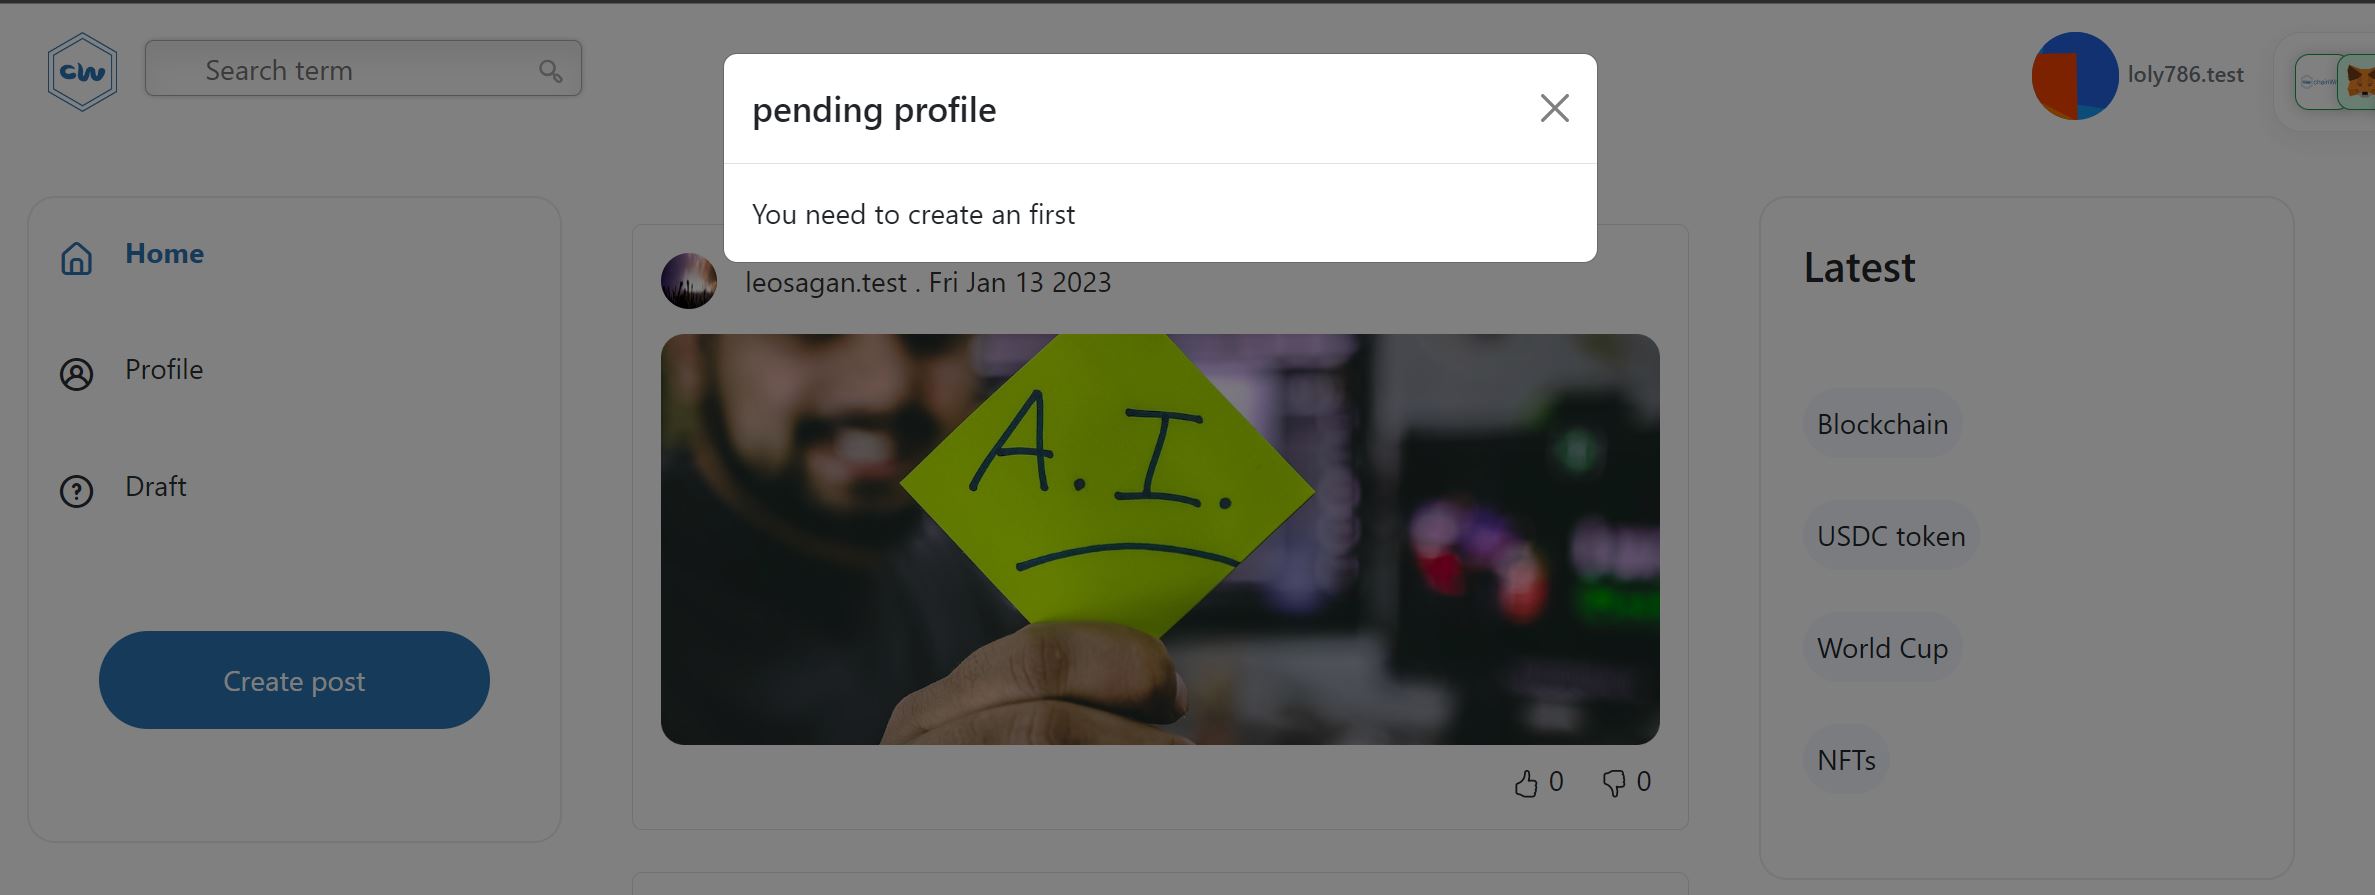 cw
Search term
loly786.test
pending profile
You need to create an first
Home
Profile
Draft
Create post
leosagan.test . Fri Jan 13 2023
A.I.
0
0
Latest
Blockchain
USDC token
World Cup
NFTs